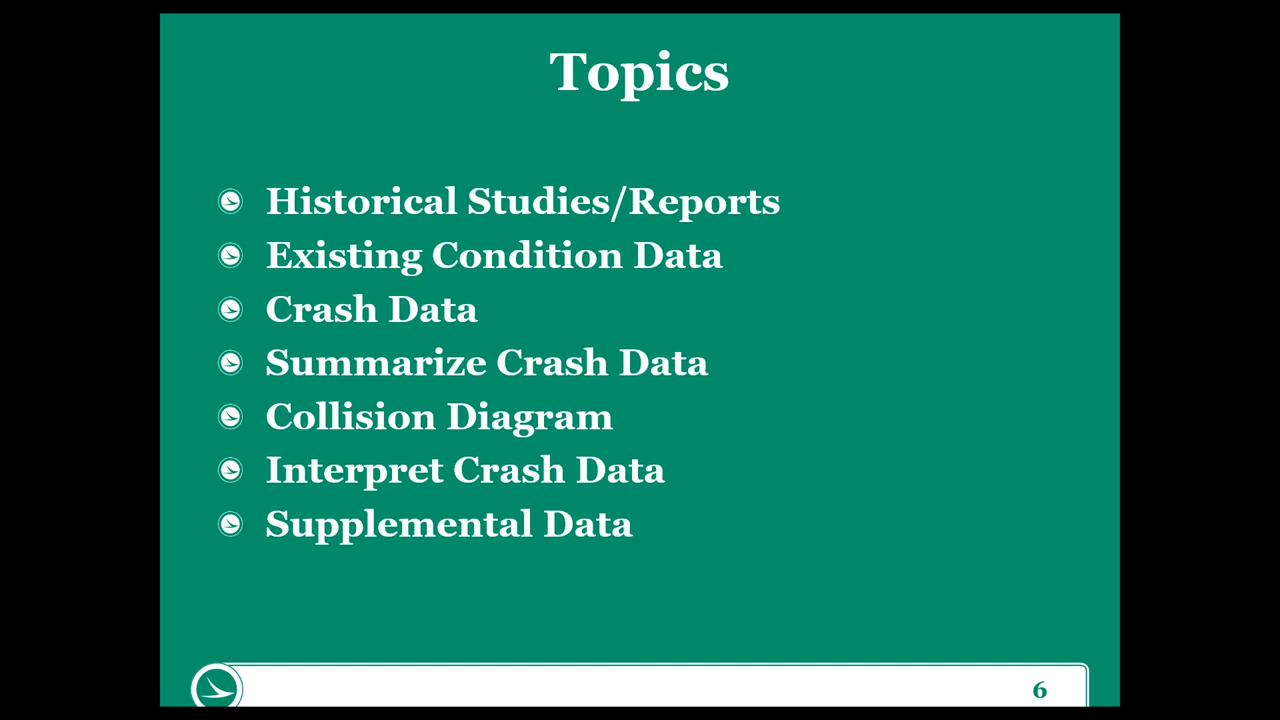 Topics
Historical Studies/Reports
Existing Condition Data
Crash Data
Summarize Crash Data
Collision Diagram
Interpret Crash Data
Supplemental Data
6